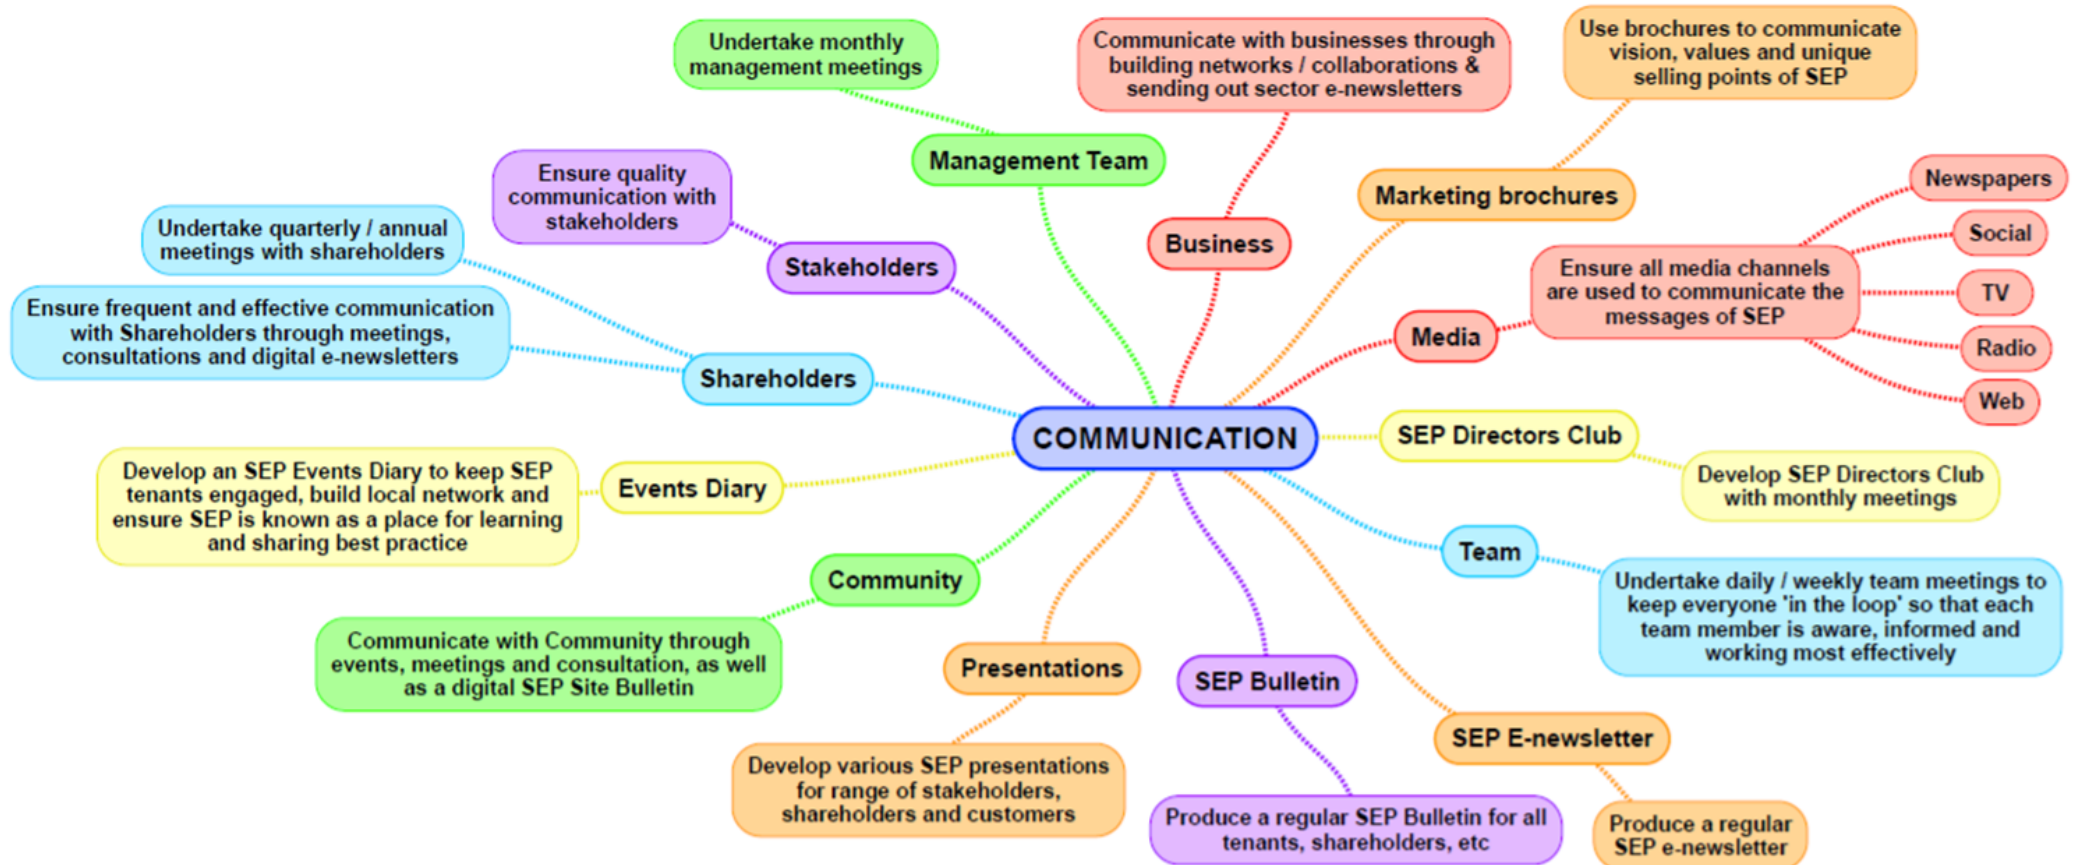 Undertake monthly
management meetings
Management Team
Communicate with businesses through
building networks / collaborations &
sending out sector e-newsletters
Business
Use brochures to communicate
vision, values and unique
selling points of SEP
Marketing brochures
Ensure quality
communication with
stakeholders
Stakeholders
Undertake quarterly / annual
meetings with shareholders
Ensure frequent and effective communication
with Shareholders through meetings,
consultations and digital e-newsletters
Shareholders
Media
Ensure all media channels
are used to communicate the
messages of SEP
Newspapers
Social
TV
Radio
Web
COMMUNICATION
SEP Directors Club
Develop SEP Directors Club
with monthly meetings
Develop an SEP Events Diary to keep SEP
tenants engaged, build local network and
ensure SEP is known as a place for learning
and sharing best practice
Events Diary
Team
Undertake daily / weekly team meetings to
keep everyone 'in the loop' so that each
team member is aware, informed and
working most effectively
Community
Communicate with Community through
events, meetings and consultation, as well
as a digital SEP Site Bulletin
Presentations
Develop various SEP presentations
for range of stakeholders,
shareholders and customers
SEP Bulletin
Produce a regular SEP Bulletin for all
tenants, shareholders, etc
SEP E-newsletter
Produce a regular
SEP e-newsletter